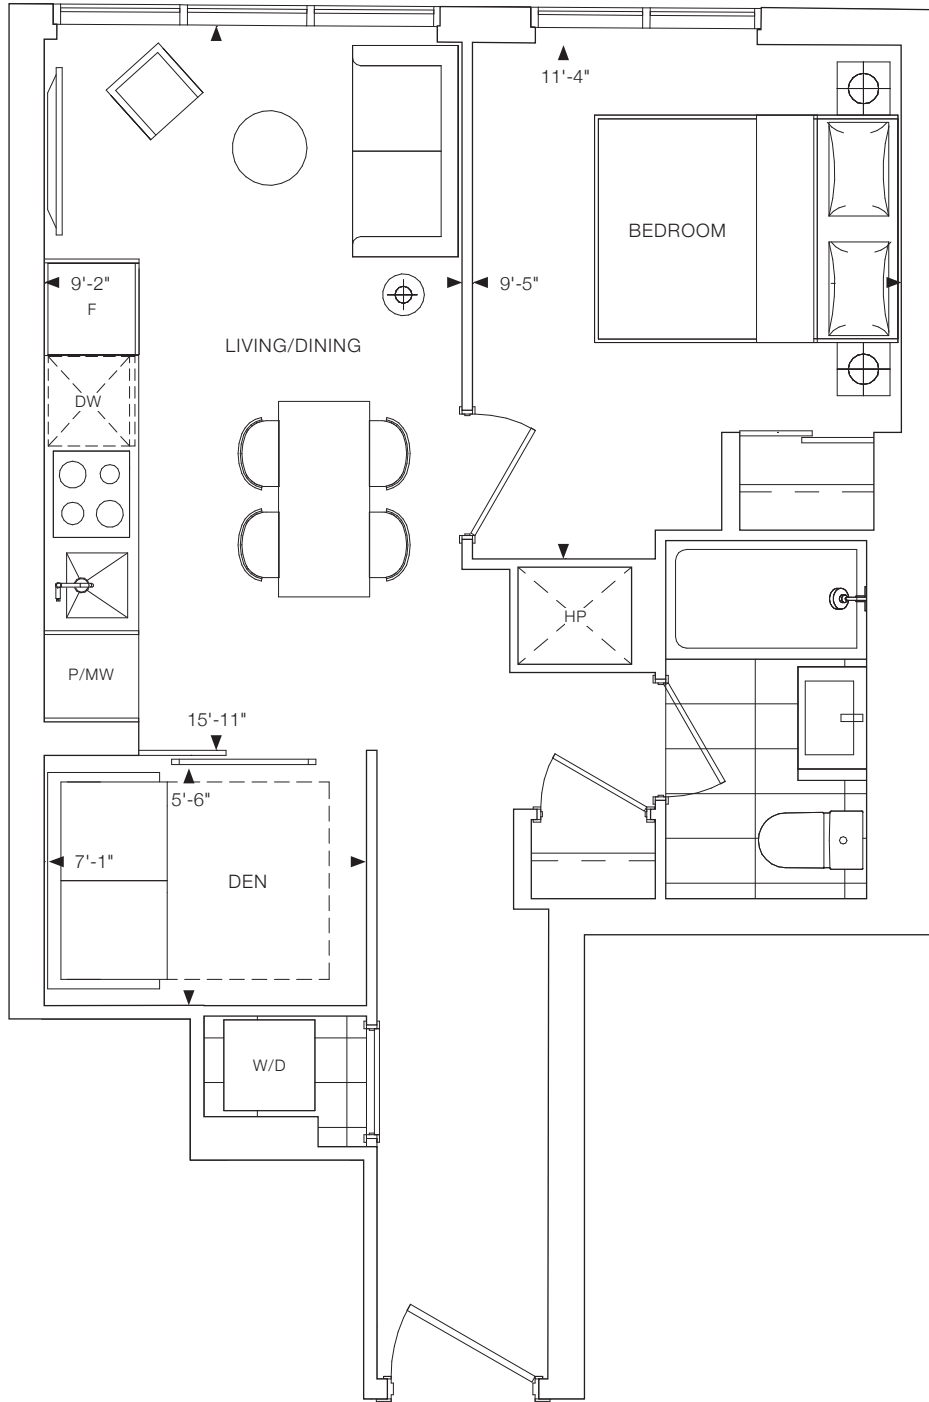 11'-4"
BEDROOM
9'-2"
9'-5"
F
LIVING/DINING
DW
HP
P/MW
15'-11"
5'-6"
7'-1"
DEN
W/D